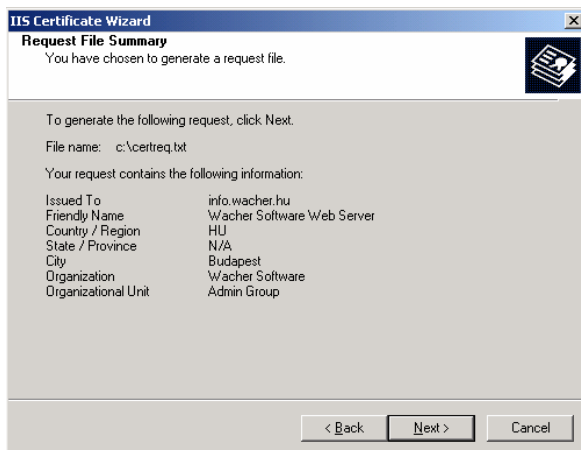 IIS Certificate Wizard
Request File Summary
You have chosen to generate a request file.
To generate the following request, click Next.
File name: c:\certreq.txt
Your request contains the following information:
Issued To info.wacher.hu
Friendly Name Wacher Software Web Server
Country / Region HU
State / Province N/A
City Budapest
Organization Wacher Software
Organizational Unit Admin Group
< Back Next > Cancel